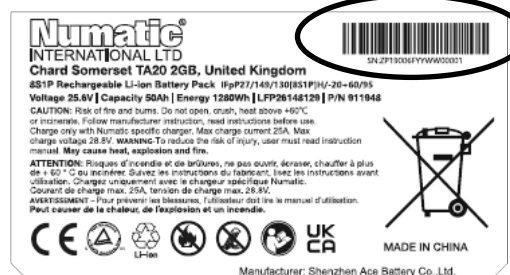 Numatic
INTERNATIONAL LTD
SN:ZP19006FYYWW00001
Chard Somerset TA20 2GB, United Kingdom
8S1P Rechargeable Li-ion Battery Pack IFpP27/149/130[8S1P]H/-20+60/95
Voltage 25.6V | Capacity 50Ah | Energy 1280Wh | LFP26148129 | P/N 911948
CAUTION: Risk of fire and burns. Do not open, crush, heat above +60°C
or incinerate. Follow manufacturer instruction, read instructions before use.
Charge only with Numatic specific charger. Max charge current 25A. Max
charge voltage 28.8V. WARNING-To reduce the risk of injury, user must read instruction
manual. May cause heat, explosion and fire.
ATTENTION: Risques d'incendie et de brûlures, ne pas ouvrir, écraser, chauffer à plus
de + 60 ° C ou incinérer. Suivez les instructions du fabricant, lisez les instructions avant
utilisation. Chargez uniquement avec le chargeur spécifique Numatic.
Courant de charge max. 25A, tension de charge max. 28.8V.
AVERTISSEMENT – Pour prévenir les blessures, l'utilisateur doit lire le manuel d'utilisation.
Peut causer de la chaleur, de l'explosion et un incendie.
CE
Li-ion
UK
CA
MADE IN CHINA
Manufacturer: Shenzhen Ace Battery Co.,Ltd.